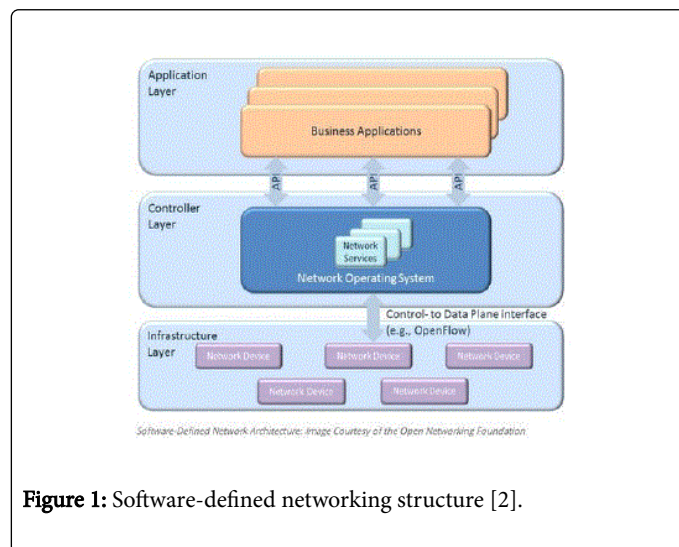 Application
Layer
Business Applications
API
API
API
Controller
Layer
Network
Services
Network Operating System
Control- to Data Plane interface
(e.g., OpenFlow)
Infrastructure
Layer
Network Device
Network Device
Network Device
Network Device
Network Device
Software-Defined Network Architecture: Image Courtesy of the Open Networking Foundation
Figure 1: Software-defined networking structure [2].